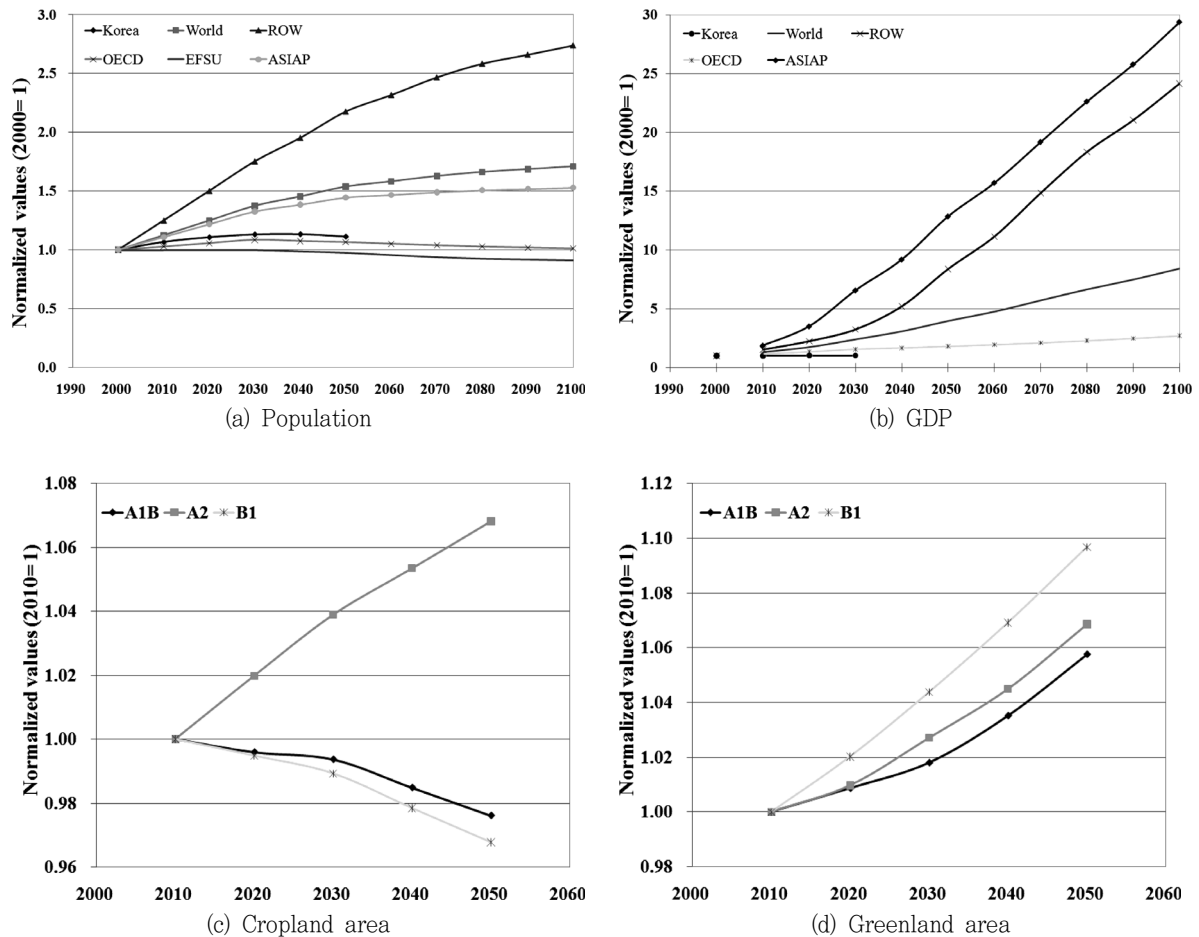 Normalized values (2000= 1)
3.0
2.5
2.0
1.5
1.0
0.5
0.0
Korea World ROW
OECD EFSU ASIAP
1990 2000 2010 2020 2030 2040 2050 2060 2070 2080 2090 2100
(a) Population
Normalized values (2000= 1)
30
25
20
15
10
5
0
Korea World ROW
OECD ASIAP
1990 2000 2010 2020 2030 2040 2050 2060 2070 2080 2090 2100
(b) GDP
Normalized values (2010= 1)
1.08
1.06
1.04
1.02
1.00
0.98
0.96
A1B A2 B1
2000 2010 2020 2030 2040 2050 2060
(c) Cropland area
Normalized values (2010= 1)
1.12
1.10
1.08
1.06
1.04
1.02
1.00
0.98
A1B A2 B1
2000 2010 2020 2030 2040 2050 2060
(d) Greenland area